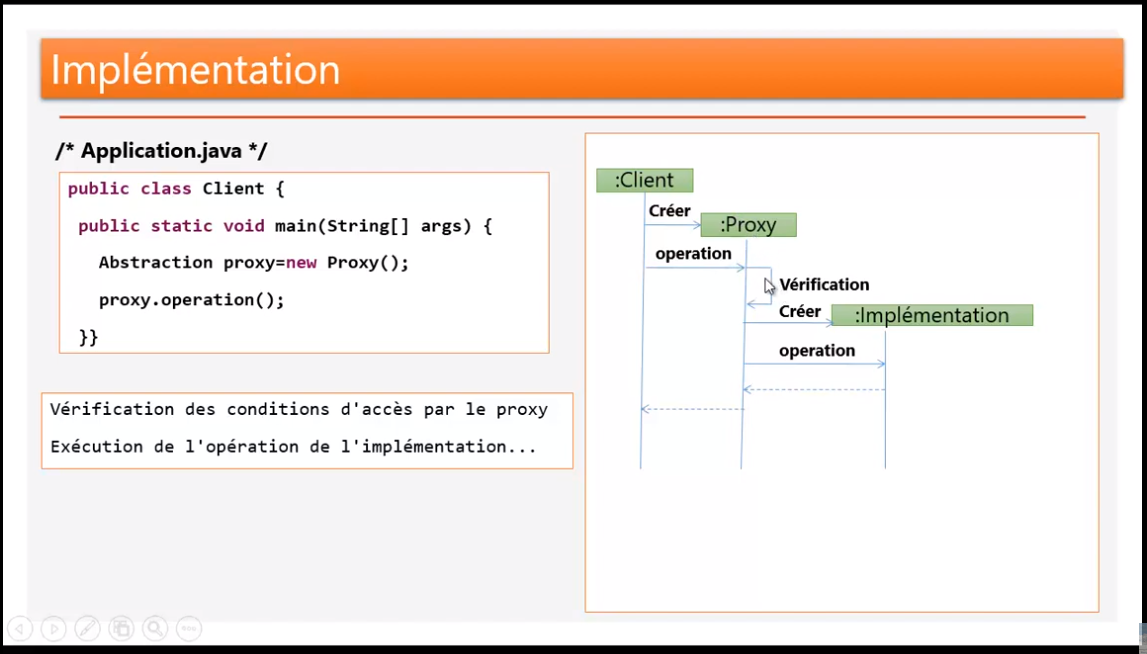 Implémentation
/* Application.java */
public class Client {
public static void main(String[] args) {
Abstraction proxy=new Proxy();
proxy.operation();
}}
Vérification des conditions d'accès par le proxy
Exécution de l'opération de l'implémentation...
:Client
Créer
:Proxy
operation
Vérification
Créer
:Implémentation
operation